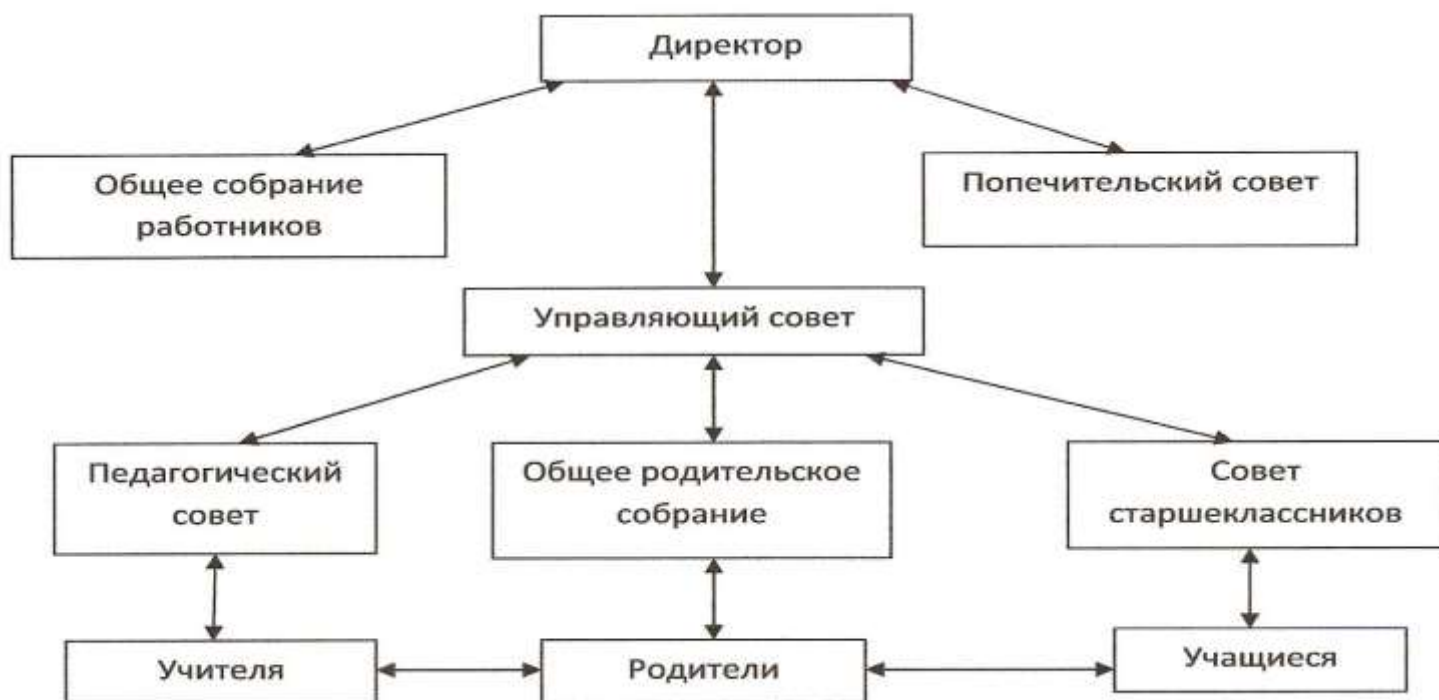 Директор
Общее собрание
работников
Попечительский совет
Управляющий совет
Педагогический
совет
Общее родительское
собрание
Совет
старшеклассников
Учителя
Родители
Учащиеся